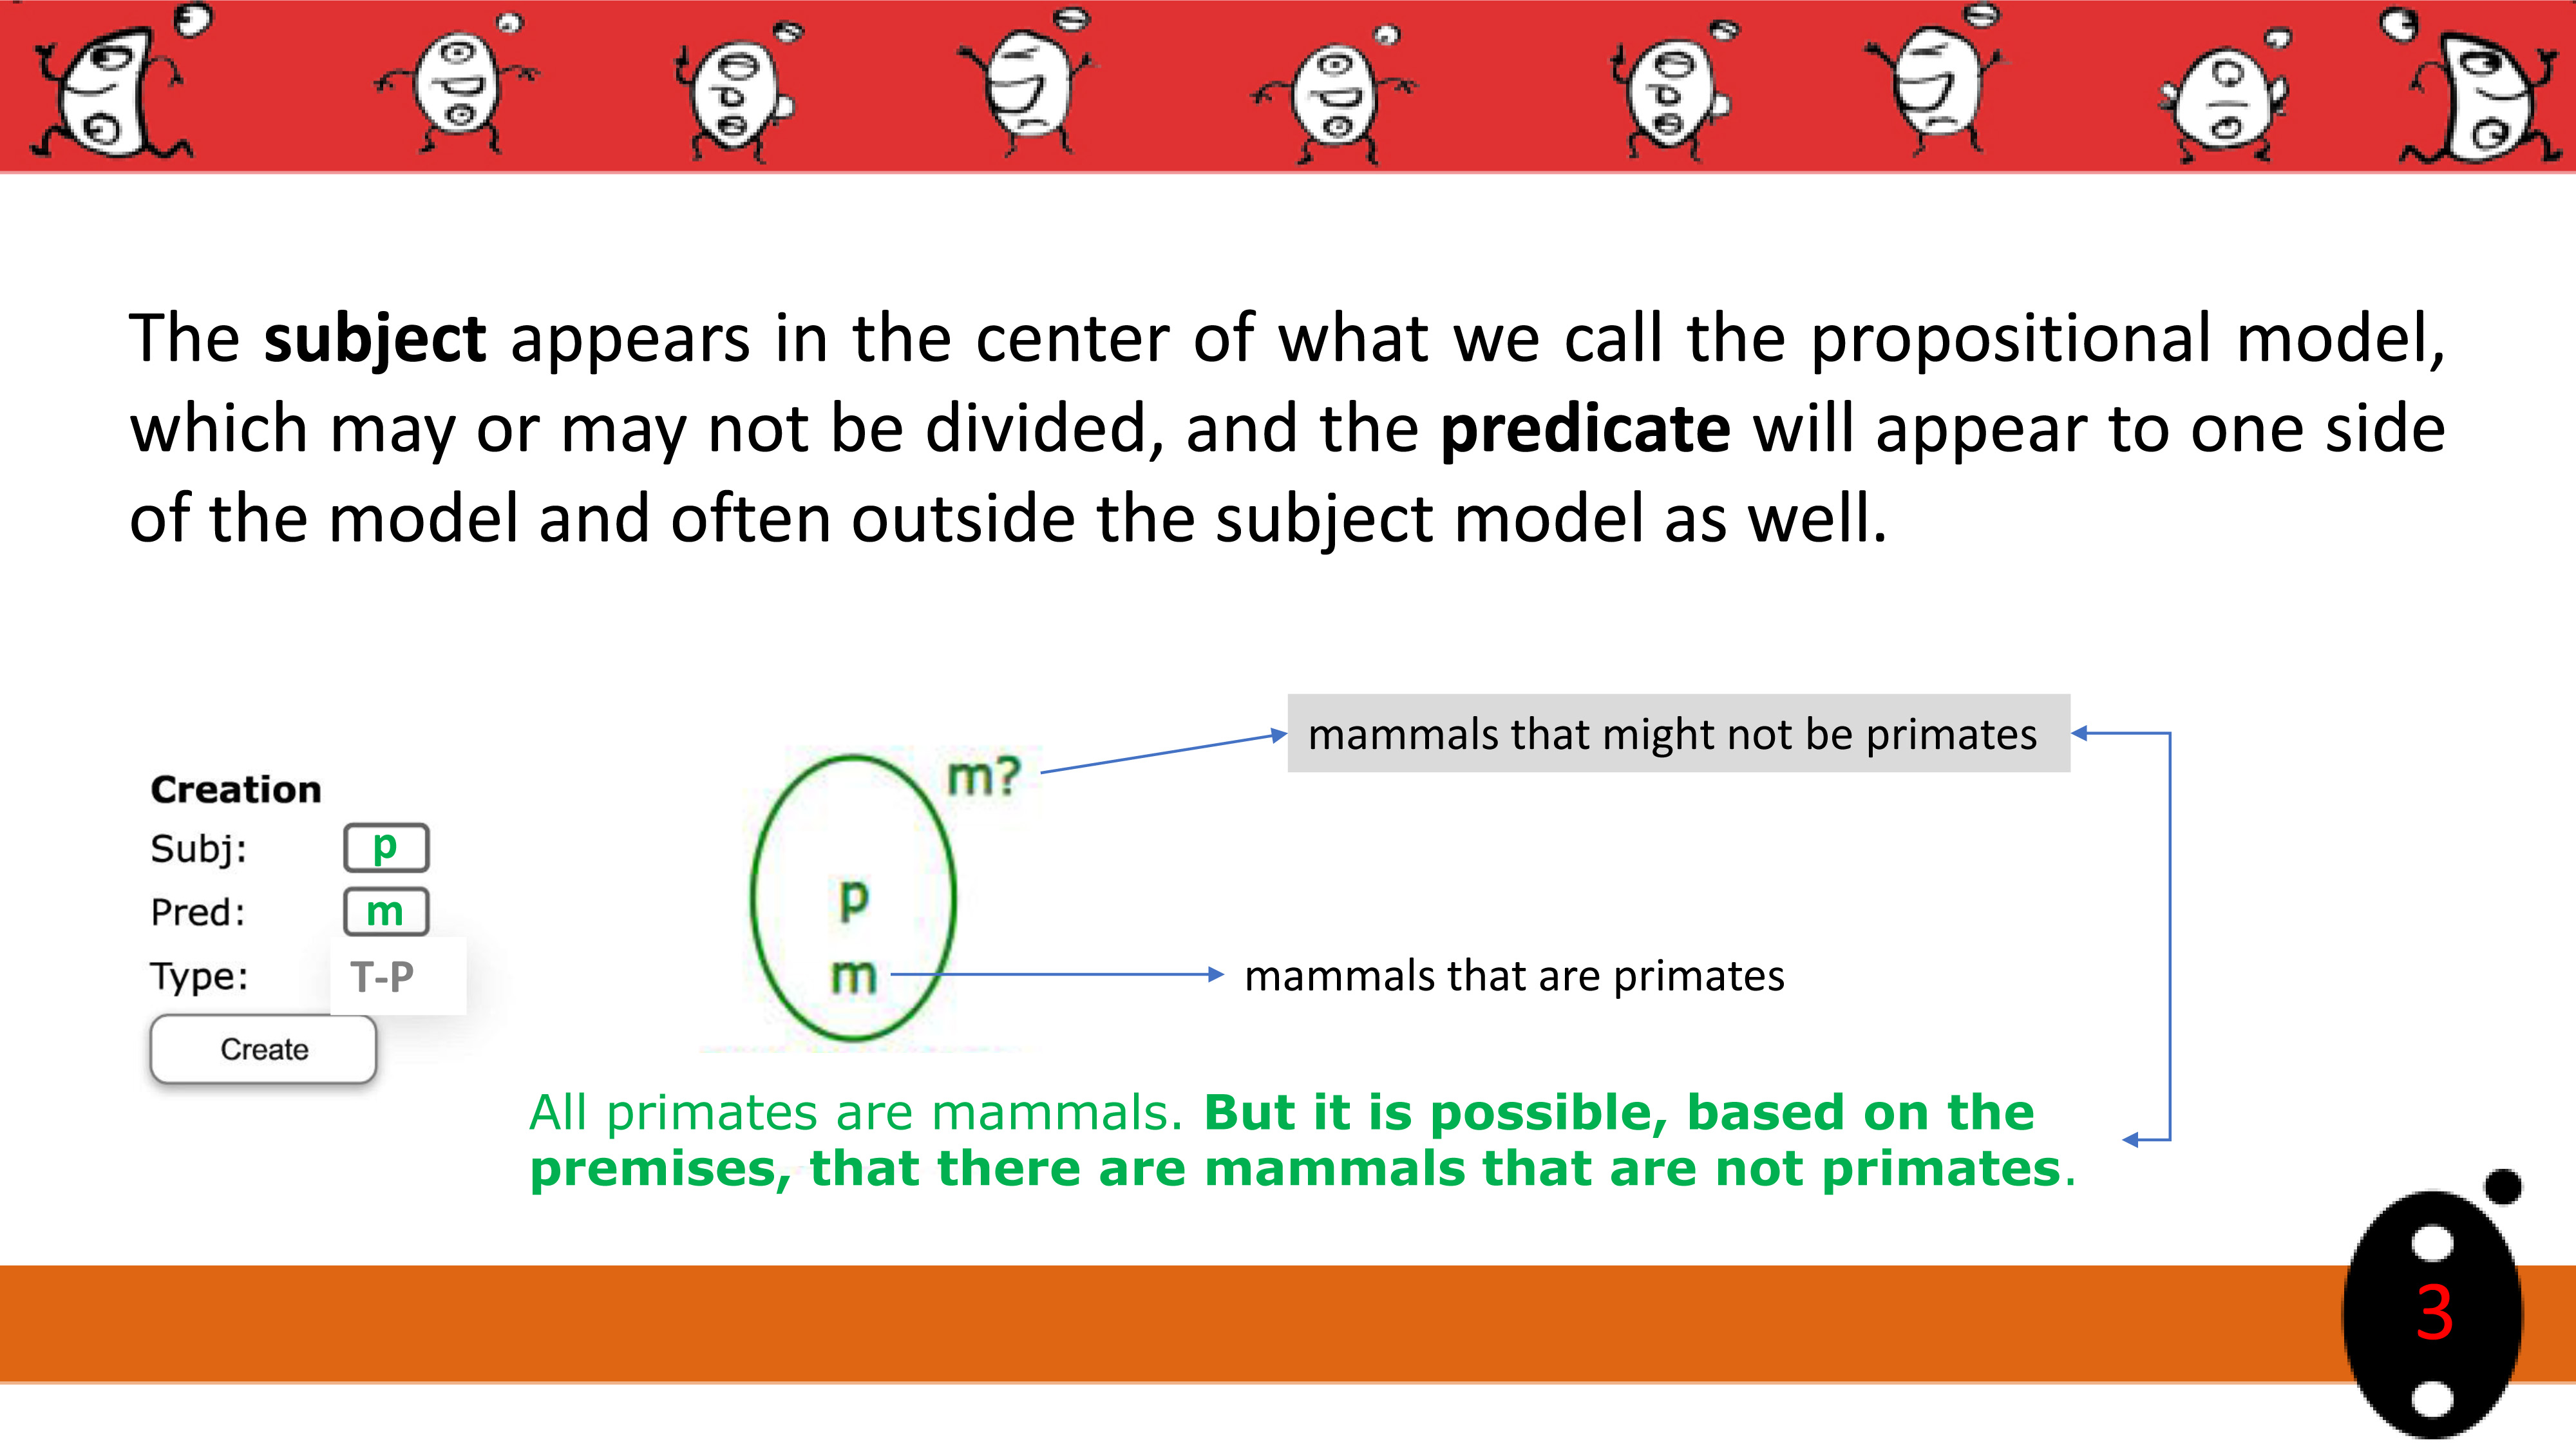 The subject appears in the center of what we call the propositional model,
which may or may not be divided, and the predicate will appear to one side
of the model and often outside the subject model as well.
Creation
Subj: p
Pred: m
Type: T-P
Create
m?
p
m
mammals that might not be primates
mammals that are primates
All primates are mammals. But it is possible, based on the
premises, that there are mammals that are not primates.
3